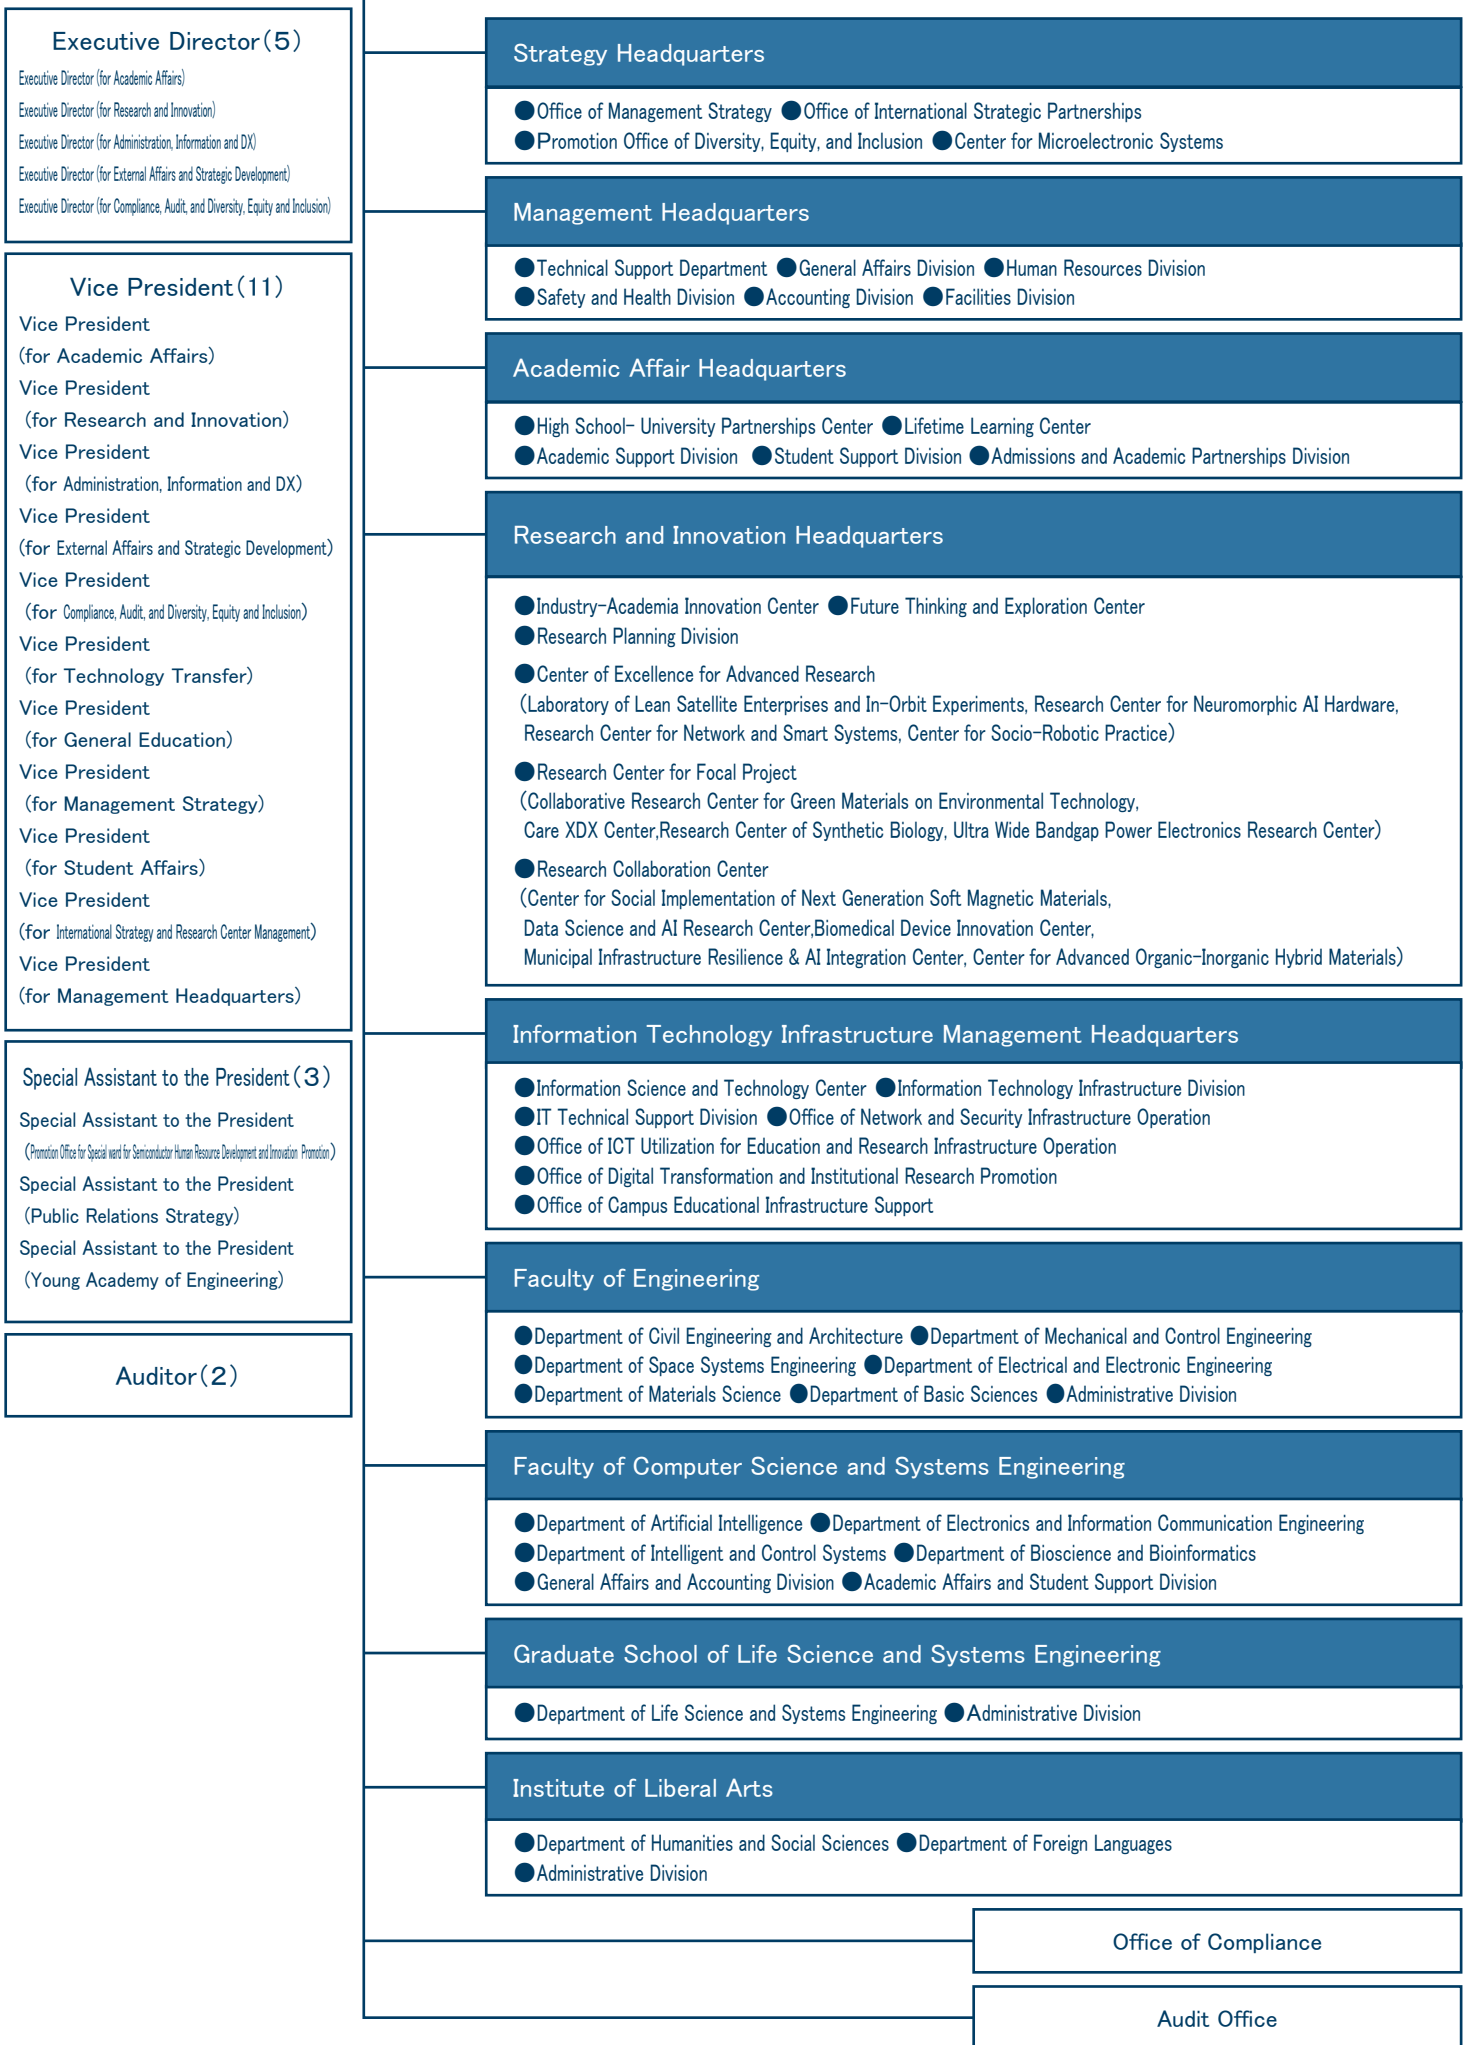 Executive Director(5)
Executive Director (for Academic Affairs)
Executive Director (for Research and Innovation)
Executive Director (for Administration, Information and DX)
Executive Director (for External Affairs and Strategic Development)
Executive Director (for Compliance, Audit, and Diversity, Equity and Inclusion)
Vice President(11)
Vice President
(for Academic Affairs)
Vice President
(for Research and Innovation)
Vice President
(for Administration, Information and DX)
Vice President
(for External Affairs and Strategic Development)
Vice President
(for Compliance, Audit, and Diversity, Equity and Inclusion)
Vice President
(for Technology Transfer)
Vice President
(for General Education)
Vice President
(for Management Strategy)
Vice President
(for Student Affairs)
Vice President
(for International Strategy and Research Center Management)
Vice President
(for Management Headquarters)
Special Assistant to the President(3)
Special Assistant to the President
(Promotion Office for Special ward for Semiconductor Human Resource Development and Innovation Promotion)
Special Assistant to the President
(Public Relations Strategy)
Special Assistant to the President
(Young Academy of Engineering)
Auditor(2)
Strategy Headquarters
●Office of Management Strategy ●Office of International Strategic Partnerships
●Promotion Office of Diversity, Equity, and Inclusion ●Center for Microelectronic Systems
Management Headquarters
●Technical Support Department ●General Affairs Division ●Human Resources Division
●Safety and Health Division ●Accounting Division ●Facilities Division
Academic Affair Headquarters
●High School- University Partnerships Center ●Lifetime Learning Center
●Academic Support Division ●Student Support Division ●Admissions and Academic Partnerships Division
Research and Innovation Headquarters
●Industry-Academia Innovation Center ●Future Thinking and Exploration Center
●Research Planning Division
●Center of Excellence for Advanced Research
(Laboratory of Lean Satellite Enterprises and In-Orbit Experiments, Research Center for Neuromorphic AI Hardware,
Research Center for Network and Smart Systems, Center for Socio-Robotic Practice)
●Research Center for Focal Project
(Collaborative Research Center for Green Materials on Environmental Technology,
Care XDX Center,Research Center of Synthetic Biology, Ultra Wide Bandgap Power Electronics Research Center)
●Research Collaboration Center
(Center for Social Implementation of Next Generation Soft Magnetic Materials,
Data Science and AI Research Center,Biomedical Device Innovation Center,
Municipal Infrastructure Resilience & AI Integration Center, Center for Advanced Organic-Inorganic Hybrid Materials)
Information Technology Infrastructure Management Headquarters
●Information Science and Technology Center ●Information Technology Infrastructure Division
●IT Technical Support Division ●Office of Network and Security Infrastructure Operation
●Office of ICT Utilization for Education and Research Infrastructure Operation
●Office of Digital Transformation and Institutional Research Promotion
●Office of Campus Educational Infrastructure Support
Faculty of Engineering
●Department of Civil Engineering and Architecture ●Department of Mechanical and Control Engineering
●Department of Space Systems Engineering ●Department of Electrical and Electronic Engineering
●Department of Materials Science ●Department of Basic Sciences ●Administrative Division
Faculty of Computer Science and Systems Engineering
●Department of Artificial Intelligence ●Department of Electronics and Information Communication Engineering
●Department of Intelligent and Control Systems ●Department of Bioscience and Bioinformatics
●General Affairs and Accounting Division ●Academic Affairs and Student Support Division
Graduate School of Life Science and Systems Engineering
●Department of Life Science and Systems Engineering ●Administrative Division
Institute of Liberal Arts
●Department of Humanities and Social Sciences ●Department of Foreign Languages
●Administrative Division
Office of Compliance
Audit Office